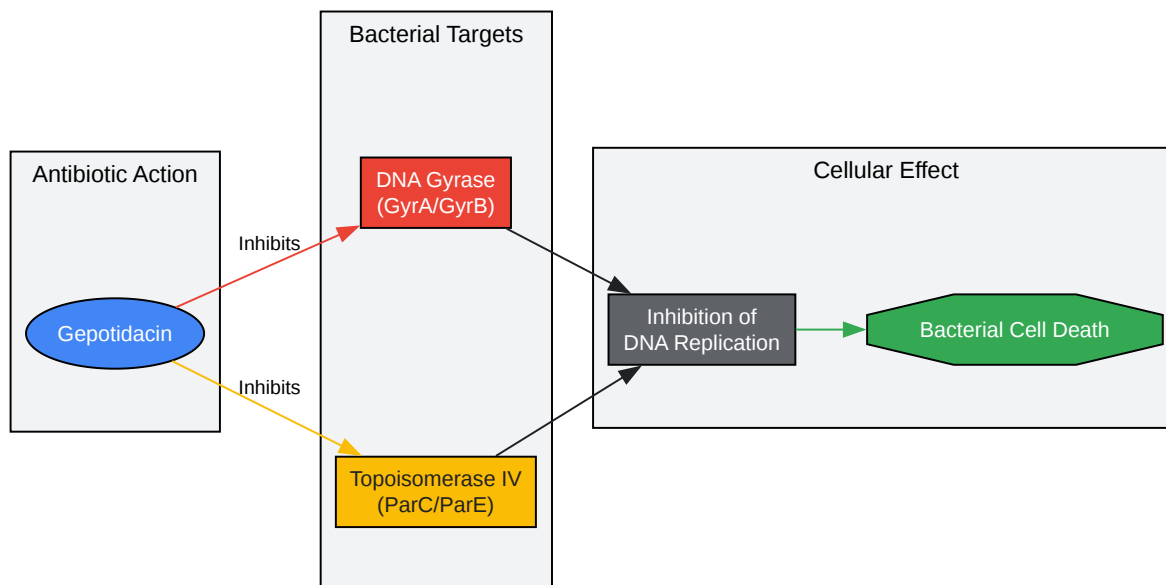 Bacterial Targets
Antibiotic Action
Cellular Effect
DNA Gyrase
(GyrA/GyrB)
Inhibits
Gepotidacin
Inhibition of
DNA Replication
Bacterial Cell Death
Inhibits
Topoisomerase IV
(ParC/ParE)